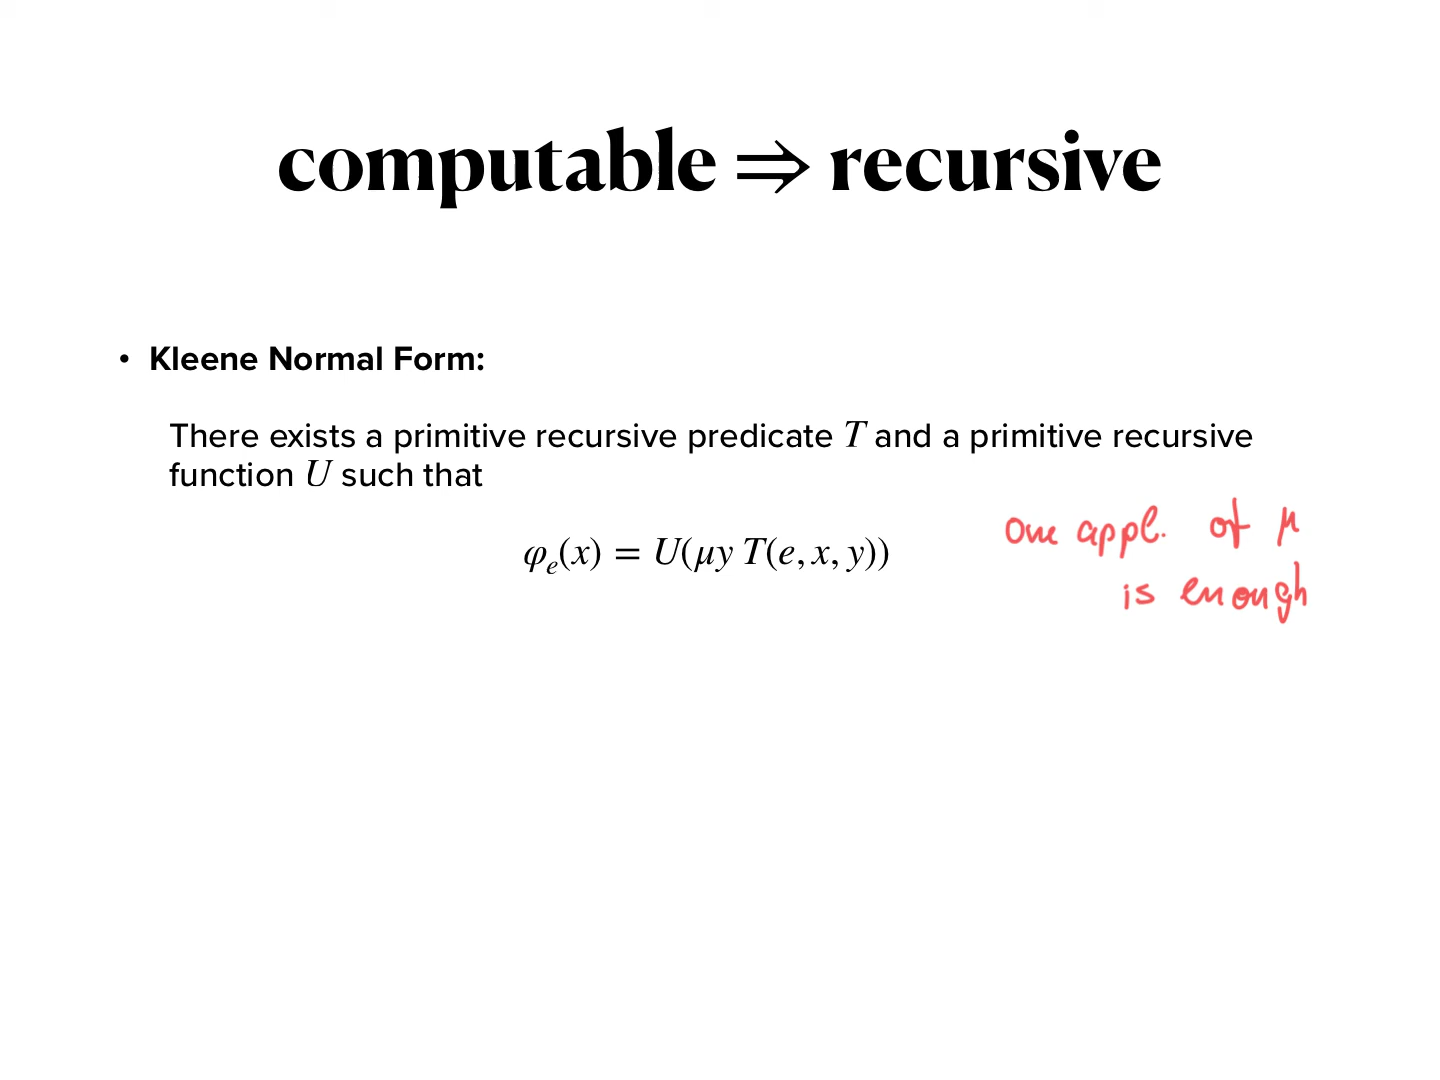 computable ⇒ recursive
• Kleene Normal Form:
There exists a primitive recursive predicate T and a primitive recursive
function U such that
φₑ(x) = U(μy T(e, x, y))
One appl. of μ
is enough